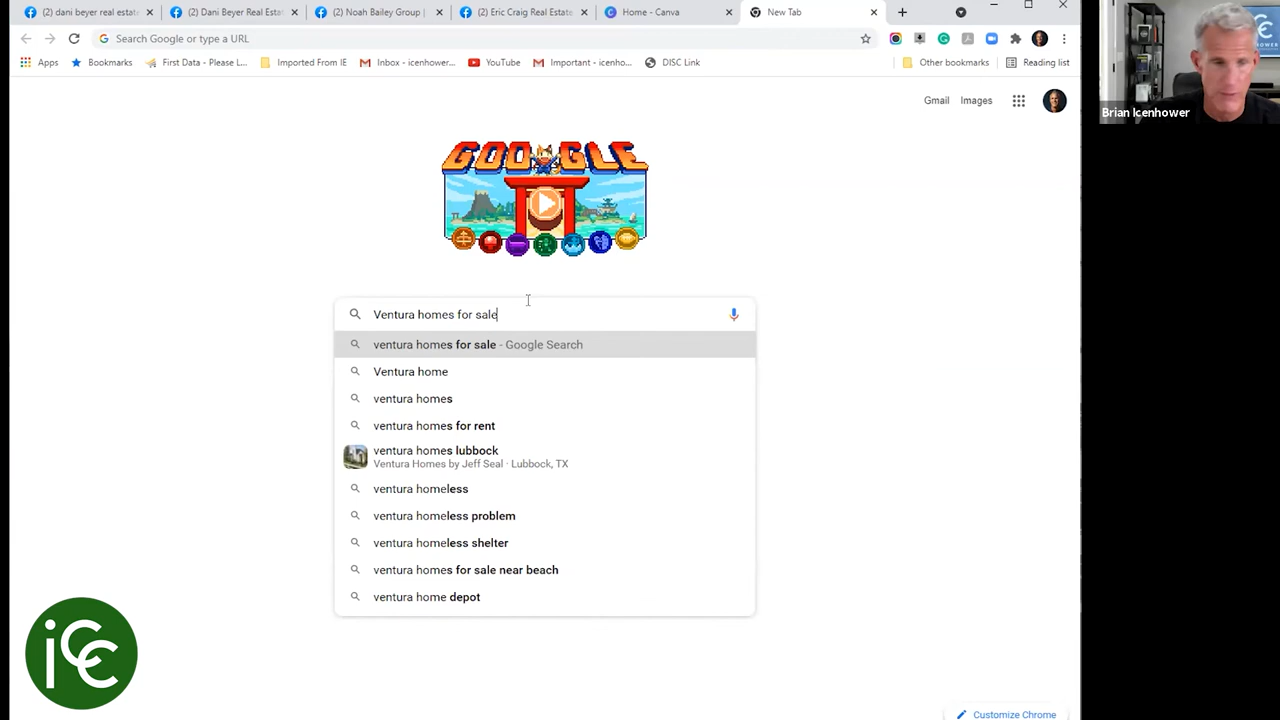 (2) dani beyer real estate
(2) Dani Beyer Real Estat
(2) Noah Bailey Group |
(2) Eric Craig Real Estate
Home - Canva
New Tab
Search Google or type a URL
Apps
Bookmarks
First Data - Please L...
Imported From IE
Inbox - icenhower...
YouTube
Important - icenho...
DISC Link
Other bookmarks
Reading list
Brian Icenhower
Gmail
Images
GOOGLE
Ventura homes for sale
ventura homes for sale - Google Search
Ventura home
ventura homes
ventura homes for rent
ventura homes lubbock
Ventura Homes by Jeff Seal · Lubbock, TX
ventura homeless
ventura homeless problem
ventura homeless shelter
ventura homes for sale near beach
ventura home depot
iCC
Customize Chrome